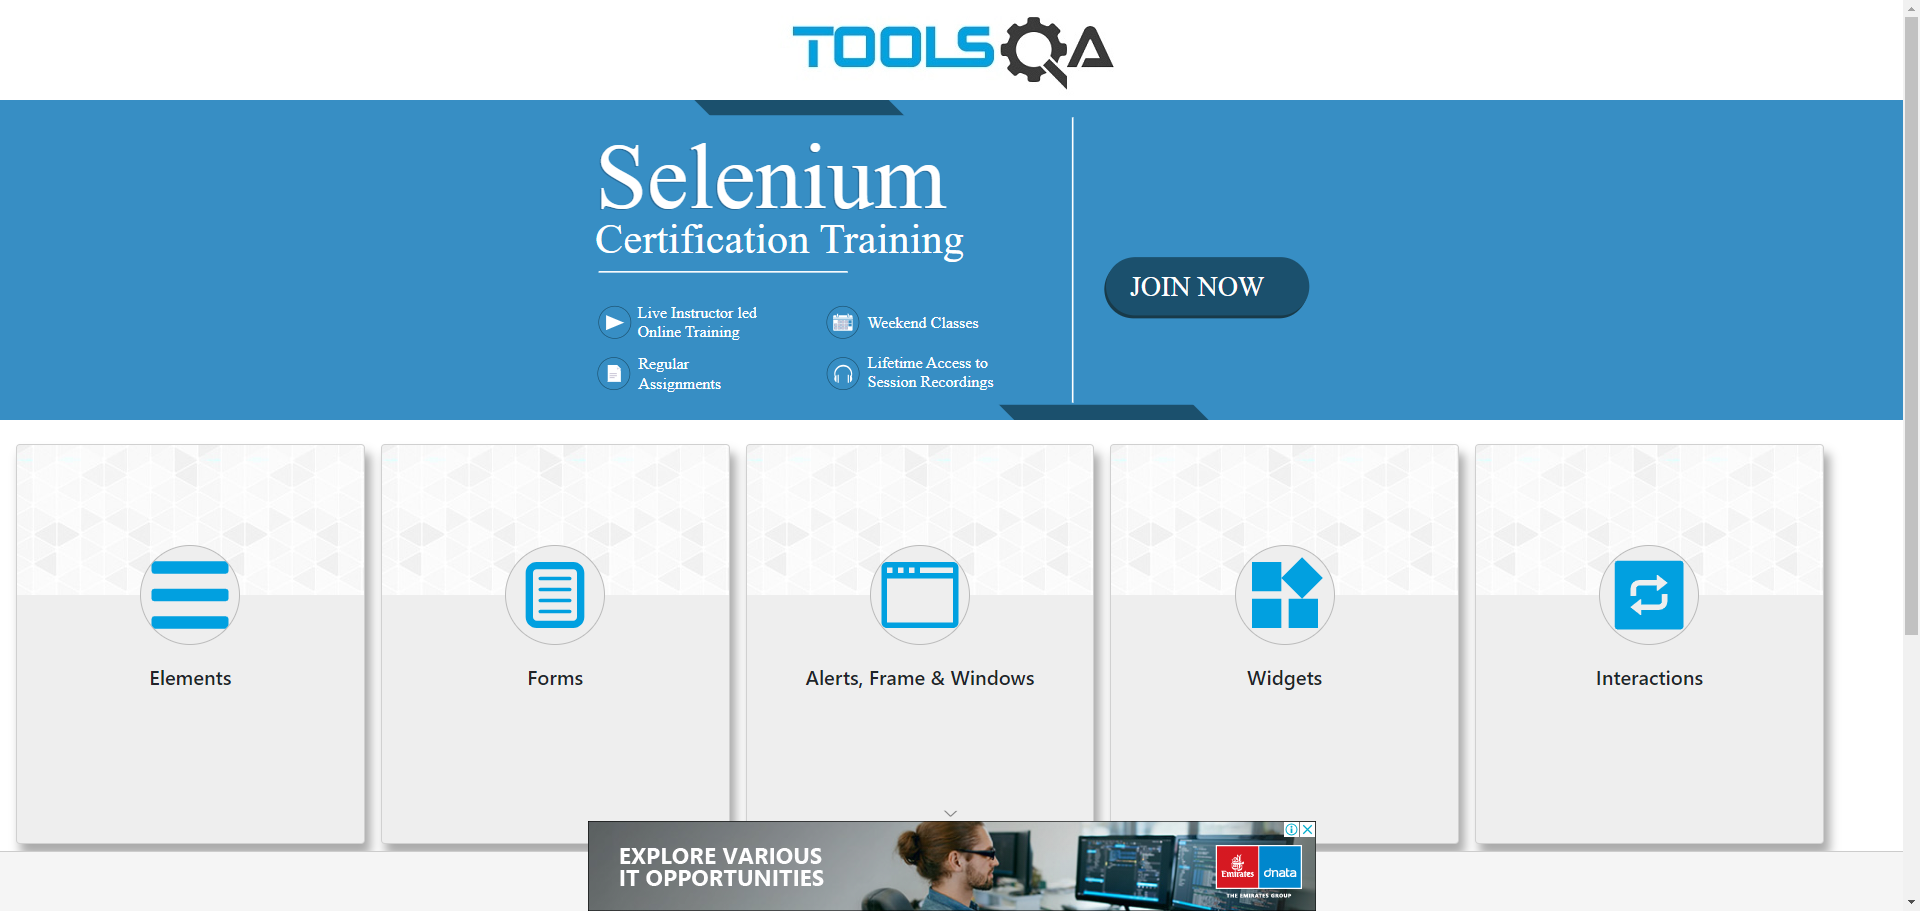 TOOLSQA
Selenium
Certification Training
Live Instructor led
Online Training
Weekend Classes
Regular
Assignments
Lifetime Access to
Session Recordings
JOIN NOW
Elements
Forms
Alerts, Frame & Windows
Widgets
Interactions
EXPLORE VARIOUS
IT OPPORTUNITIES
Emirates
dnata
THE EMIRATES GROUP